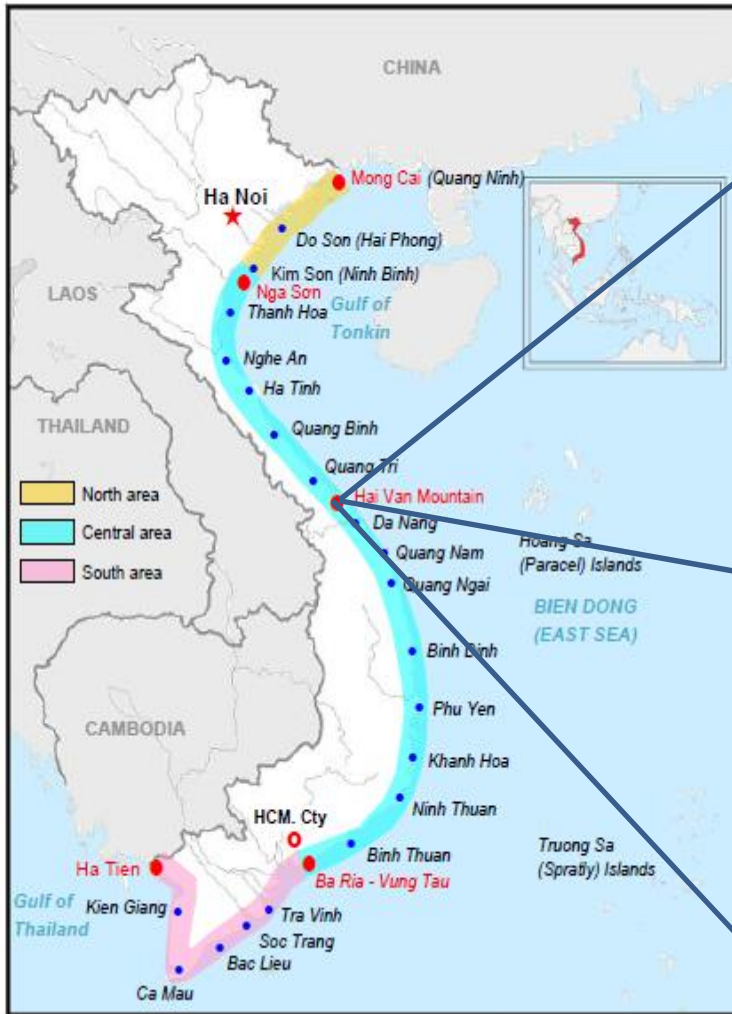 CHINA
Mong Cai (Quang Ninh)
Ha Noi
Do Son (Hai Phong)
Kim Son (Ninh Binh)
LAOS
Nga Sơn
Gulf of
Tonkin
Thanh Hoa
Nghe An
Ha Tinh
THAILAND
Quang Binh
Quang Tri
North area
Hai Van Mountain
Central area
Da Nang
Hoang Sa
(Paracel) Islands
Quang Nam
South area
Quang Ngai
BIEN DONG
(EAST SEA)
Binh Dinh
Phu Yen
CAMBODIA
Khanh Hoa
Ninh Thuan
HCM. Cty
Binh Thuan
Truong Sa
(Spratly) Islands
Ha Tien
Ba Ria - Vung Tau
Kien Giang
Gulf of
Thailand
Tra Vinh
Soc Trang
Bac Lieu
Ca Mau